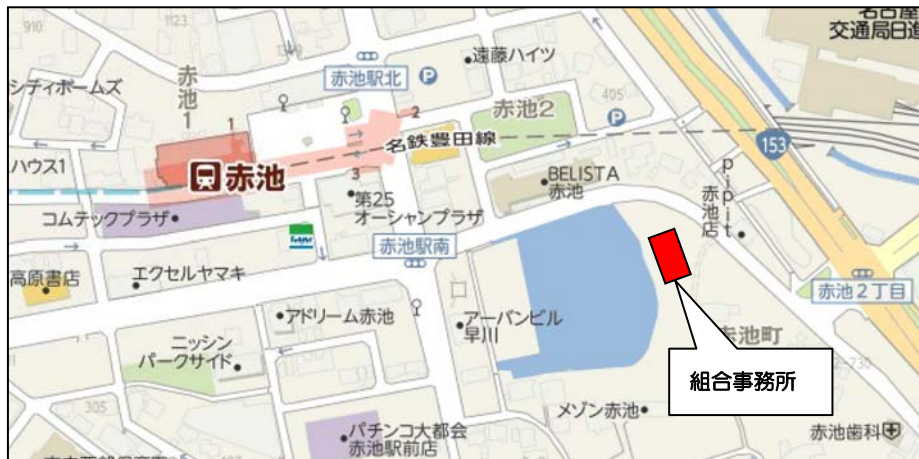 910
1123
名古屋
交通局日進
赤池駅北
遠藤ハイツ
シティホームズ
赤池1
赤池2
405
1
2
名鉄豊田線
153
ハウス1
赤池
3
BELISTA
赤池
pipit
赤池店
コムテックプラザ
第25
オーシャンプラザ
赤池駅南
高原書店
エクセルヤマキ
赤池2丁目
アドリーム赤池
アーバンビル
早川
赤池町
ニッシン
パークサイド
組合事務所
305
メゾン赤池
パチンコ大都会
赤池駅前店
赤池歯科